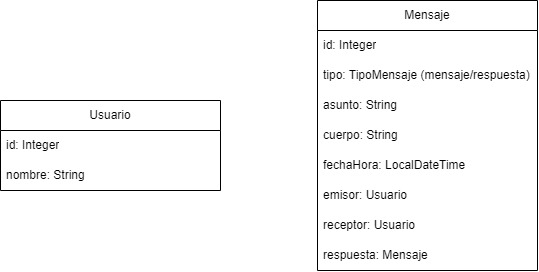 Usuario
id: Integer
nombre: String
Mensaje
id: Integer
tipo: TipoMensaje (mensaje/respuesta)
asunto: String
cuerpo: String
fechaHora: LocalDateTime
emisor: Usuario
receptor: Usuario
respuesta: Mensaje